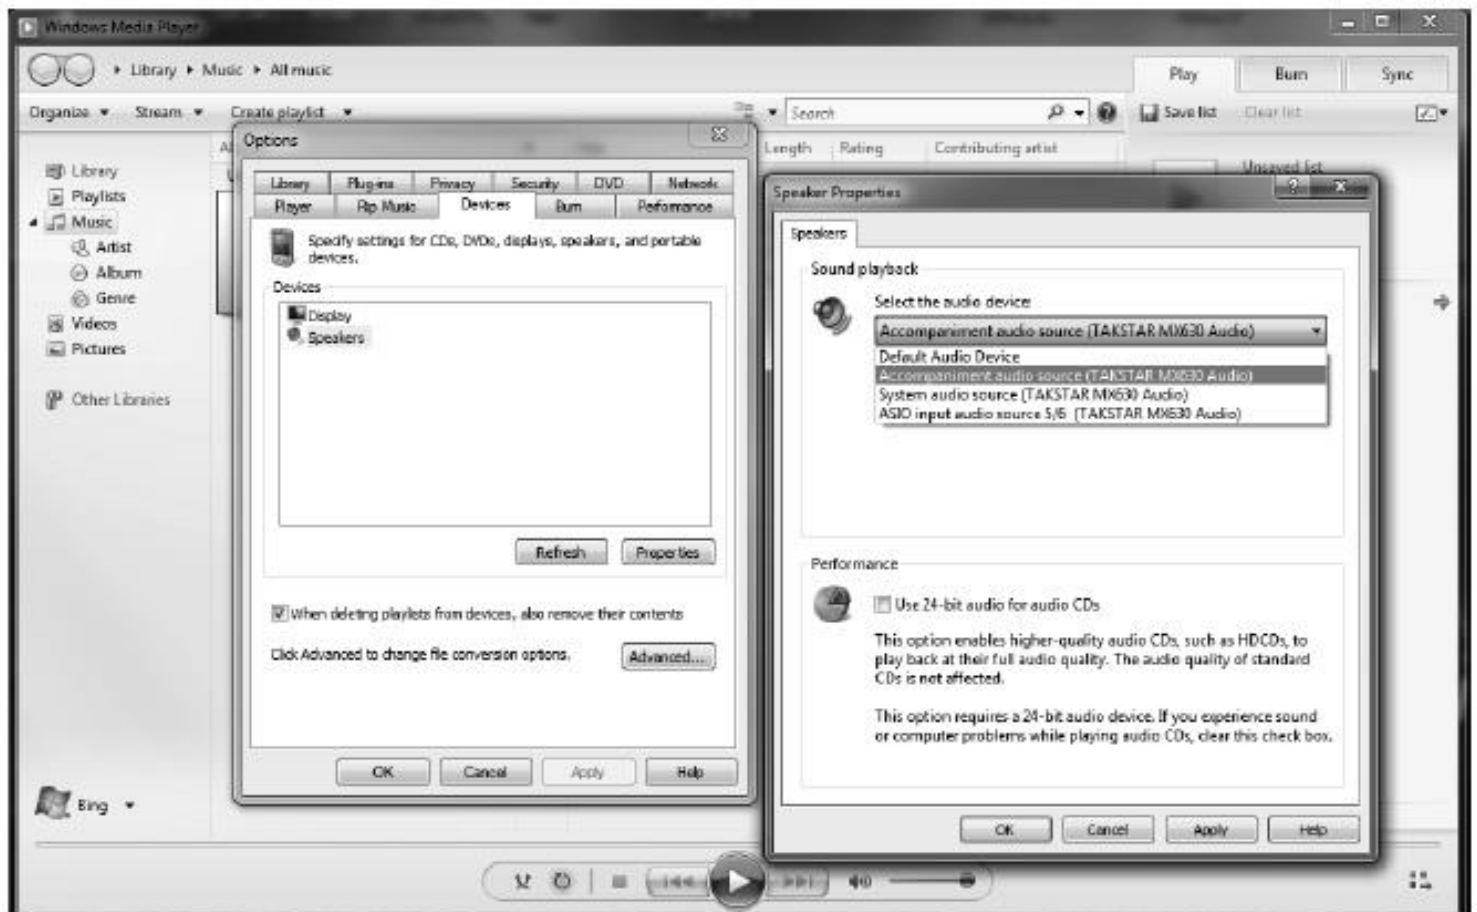 Windows Media Player
Library ▸ Music ▸ All music
Play Burn Sync
Organize Stream Create playlist
Search
Save list Clear list
Options
Length Rating Contributing artist
Unsaved list
Library
Playlists
Music
Artist
Album
Genre
Videos
Pictures
Other Libraries
Bing
Library Plug-ins Privacy Security DVD Network
Player Rip Music Devices Burn Performance
Specify settings for CDs, DVDs, displays, speakers, and portable
devices.
Devices
Display
Speakers
Refresh Properties
When deleting playlists from devices, also remove their contents
Click Advanced to change file conversion options.
Advanced...
OK Cancel Apply Help
Speaker Properties
Speakers
Sound playback
Select the audio device:
Accompaniment audio source (TAKSTAR MX630 Audio)
Default Audio Device
Accompaniment audio source (TAKSTAR MX630 Audio)
System audio source (TAKSTAR MX630 Audio)
ASIO input audio source 5/6 (TAKSTAR MX630 Audio)
Performance
Use 24-bit audio for audio CDs
This option enables higher-quality audio CDs, such as HDCDs, to
play back at their full audio quality. The audio quality of standard
CDs is not affected.
This option requires a 24-bit audio device. If you experience sound
or computer problems while playing audio CDs, clear this check box.
OK Cancel Apply Help